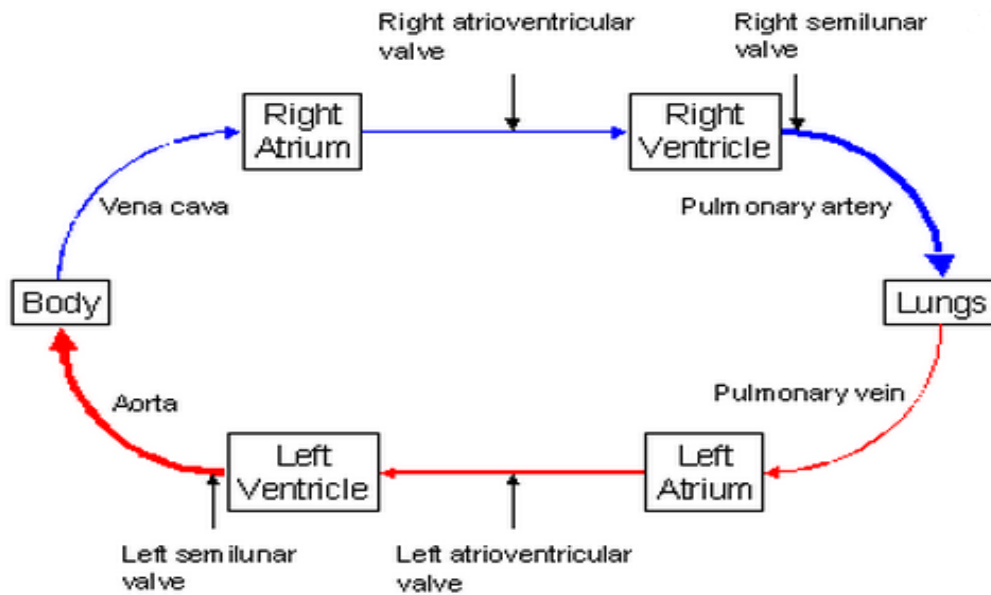 Right atrioventricular
valve
Right semilunar
valve
Right
Atrium
Right
Ventricle
Vena cava
Pulmonary artery
Body
Lungs
Aorta
Pulmonary vein
Left
Ventricle
Left
Atrium
Left semilunar
valve
Left atrioventricular
valve